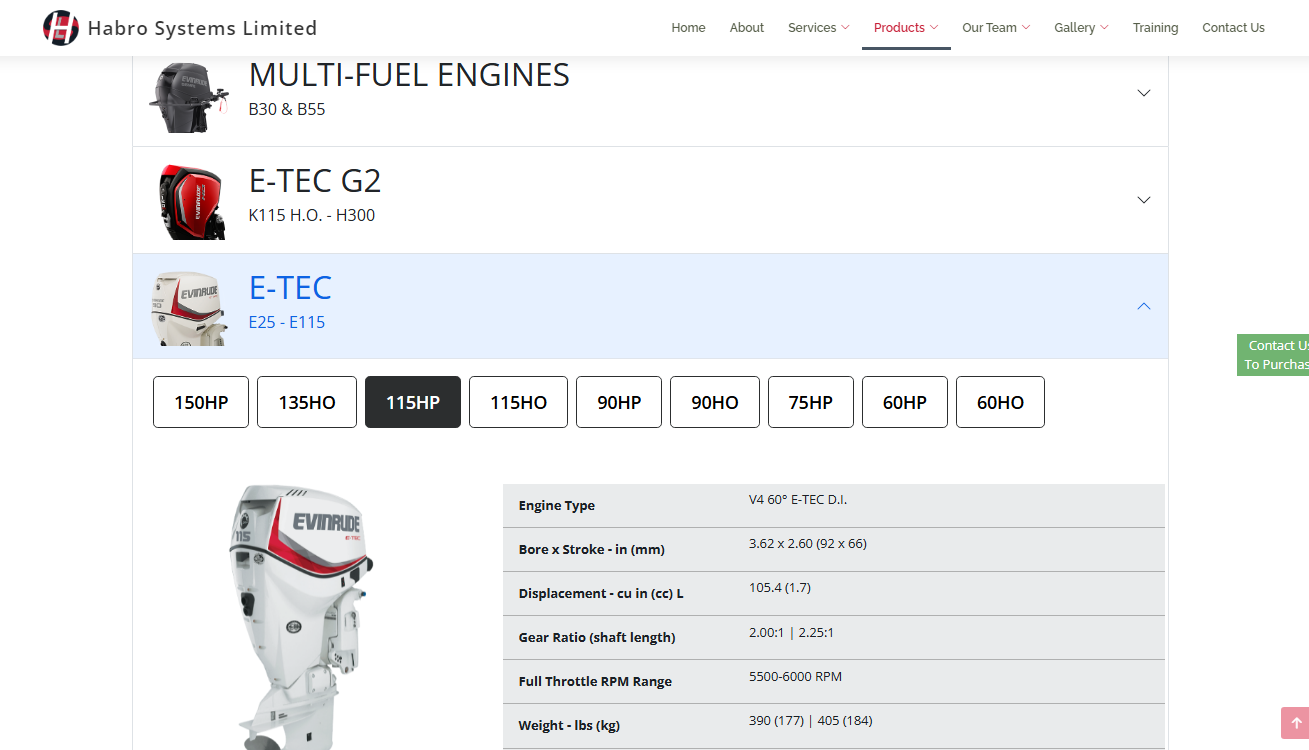 Habro Systems Limited
Home About Services Products Our Team Gallery Training Contact Us
MULTI-FUEL ENGINES
B30 & B55
EVINRUDE
E-TEC G2
K115 H.O. - H300
EVINRUDE
E-TEC
E25 - E115
EVINRUDE
Contact Us
To Purchas
150HP 135HO 115HP 115HO 90HP 90HO 75HP 60HP 60HO
EVINRUDE
E-TEC
115
Engine Type V4 60° E-TEC D.I.
Bore x Stroke - in (mm) 3.62 x 2.60 (92 x 66)
Displacement - cu in (cc) L 105.4 (1.7)
Gear Ratio (shaft length) 2.00:1 | 2.25:1
Full Throttle RPM Range 5500-6000 RPM
Weight - lbs (kg) 390 (177) | 405 (184)